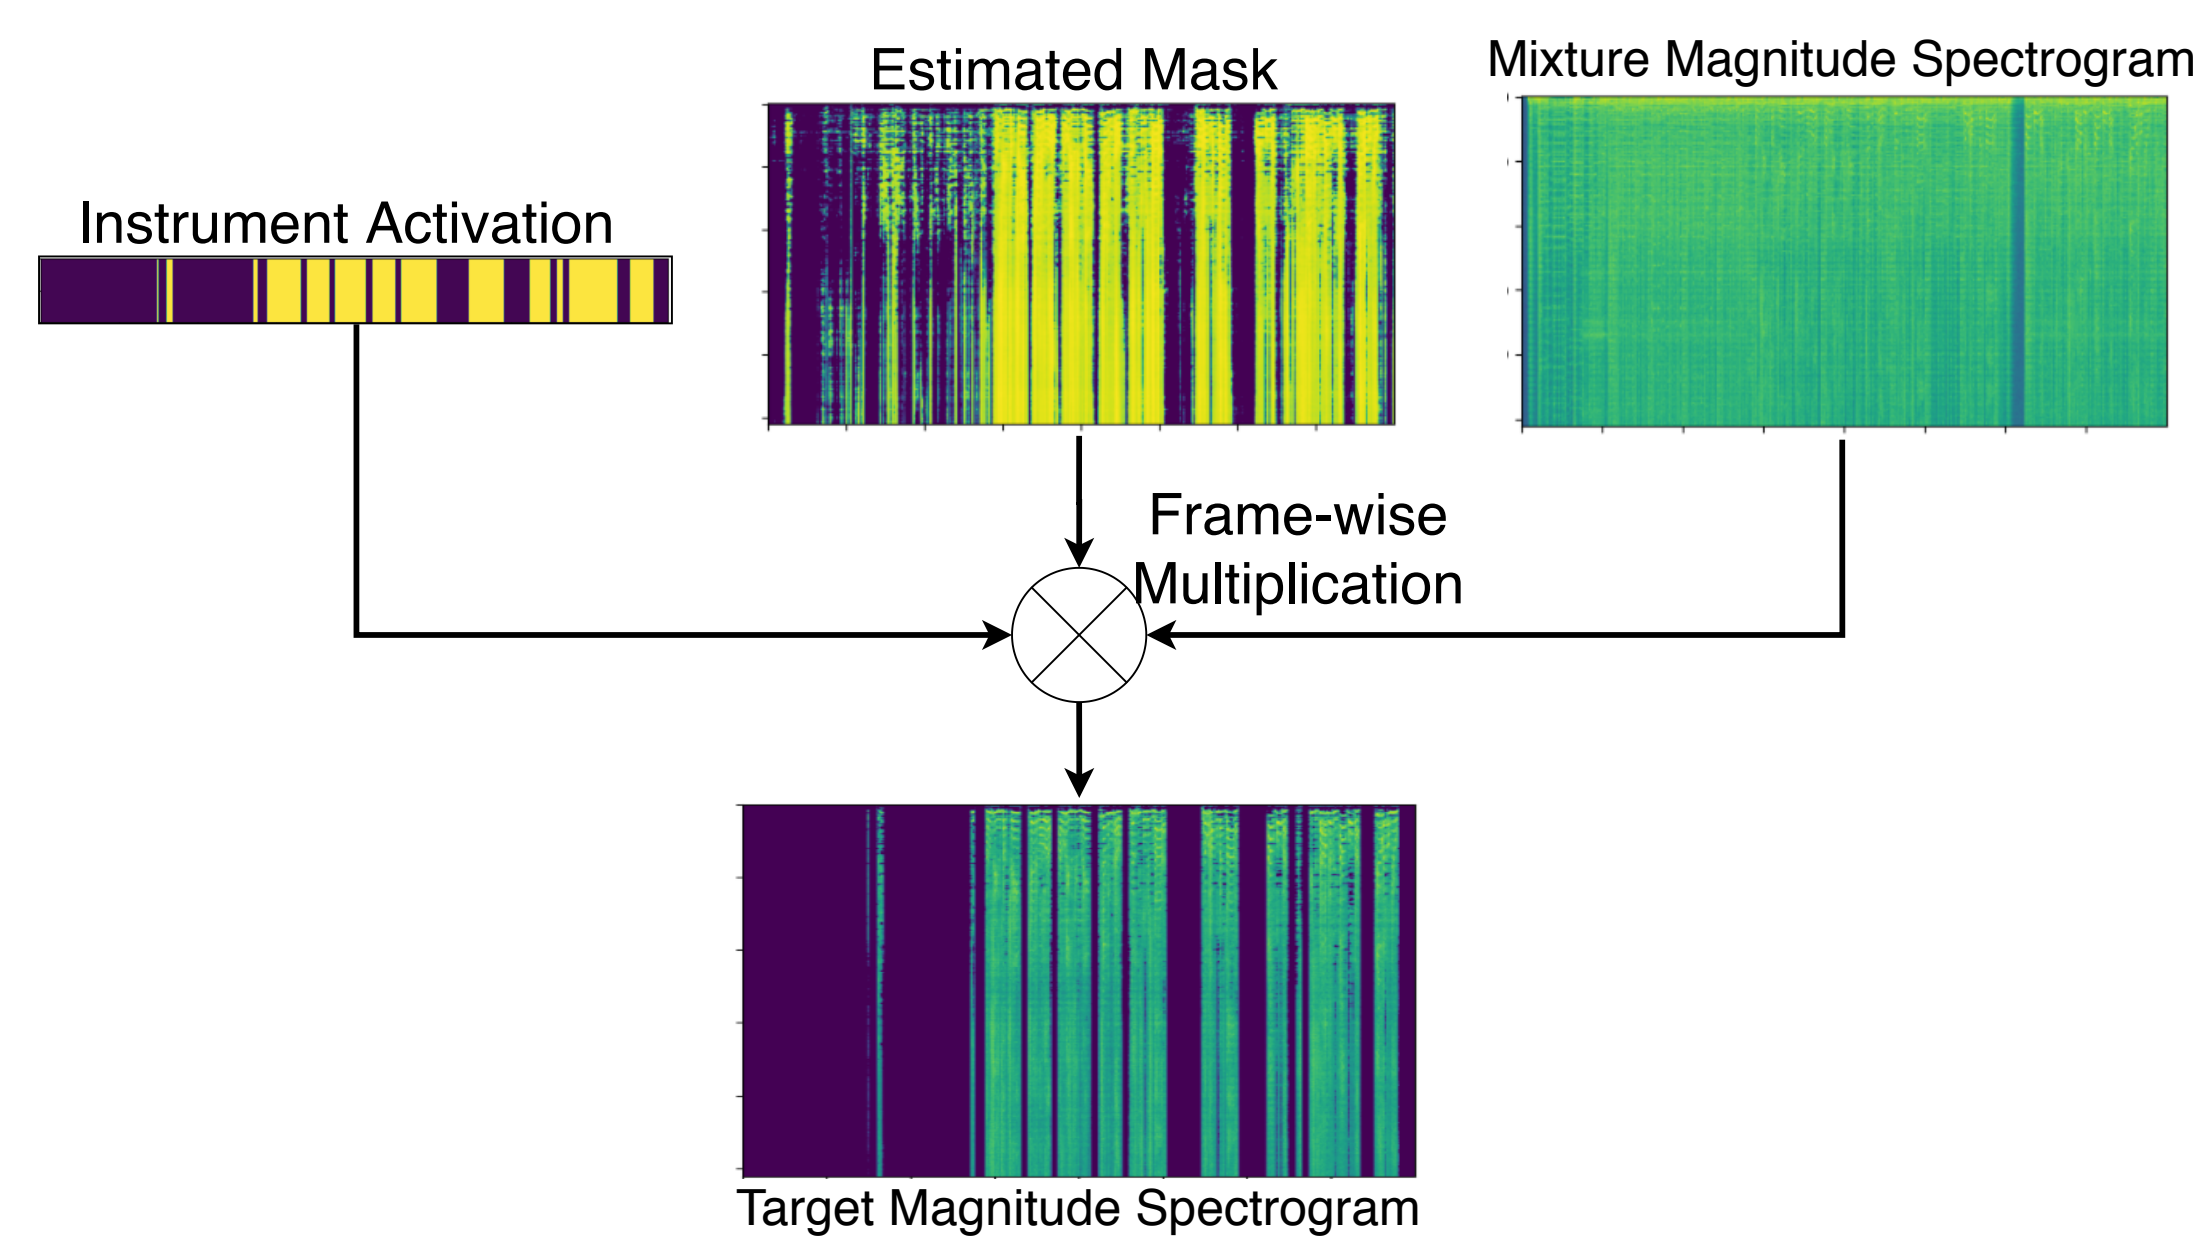 Estimated Mask
Mixture Magnitude Spectrogram
Instrument Activation
Frame-wise
Multiplication
Target Magnitude Spectrogram